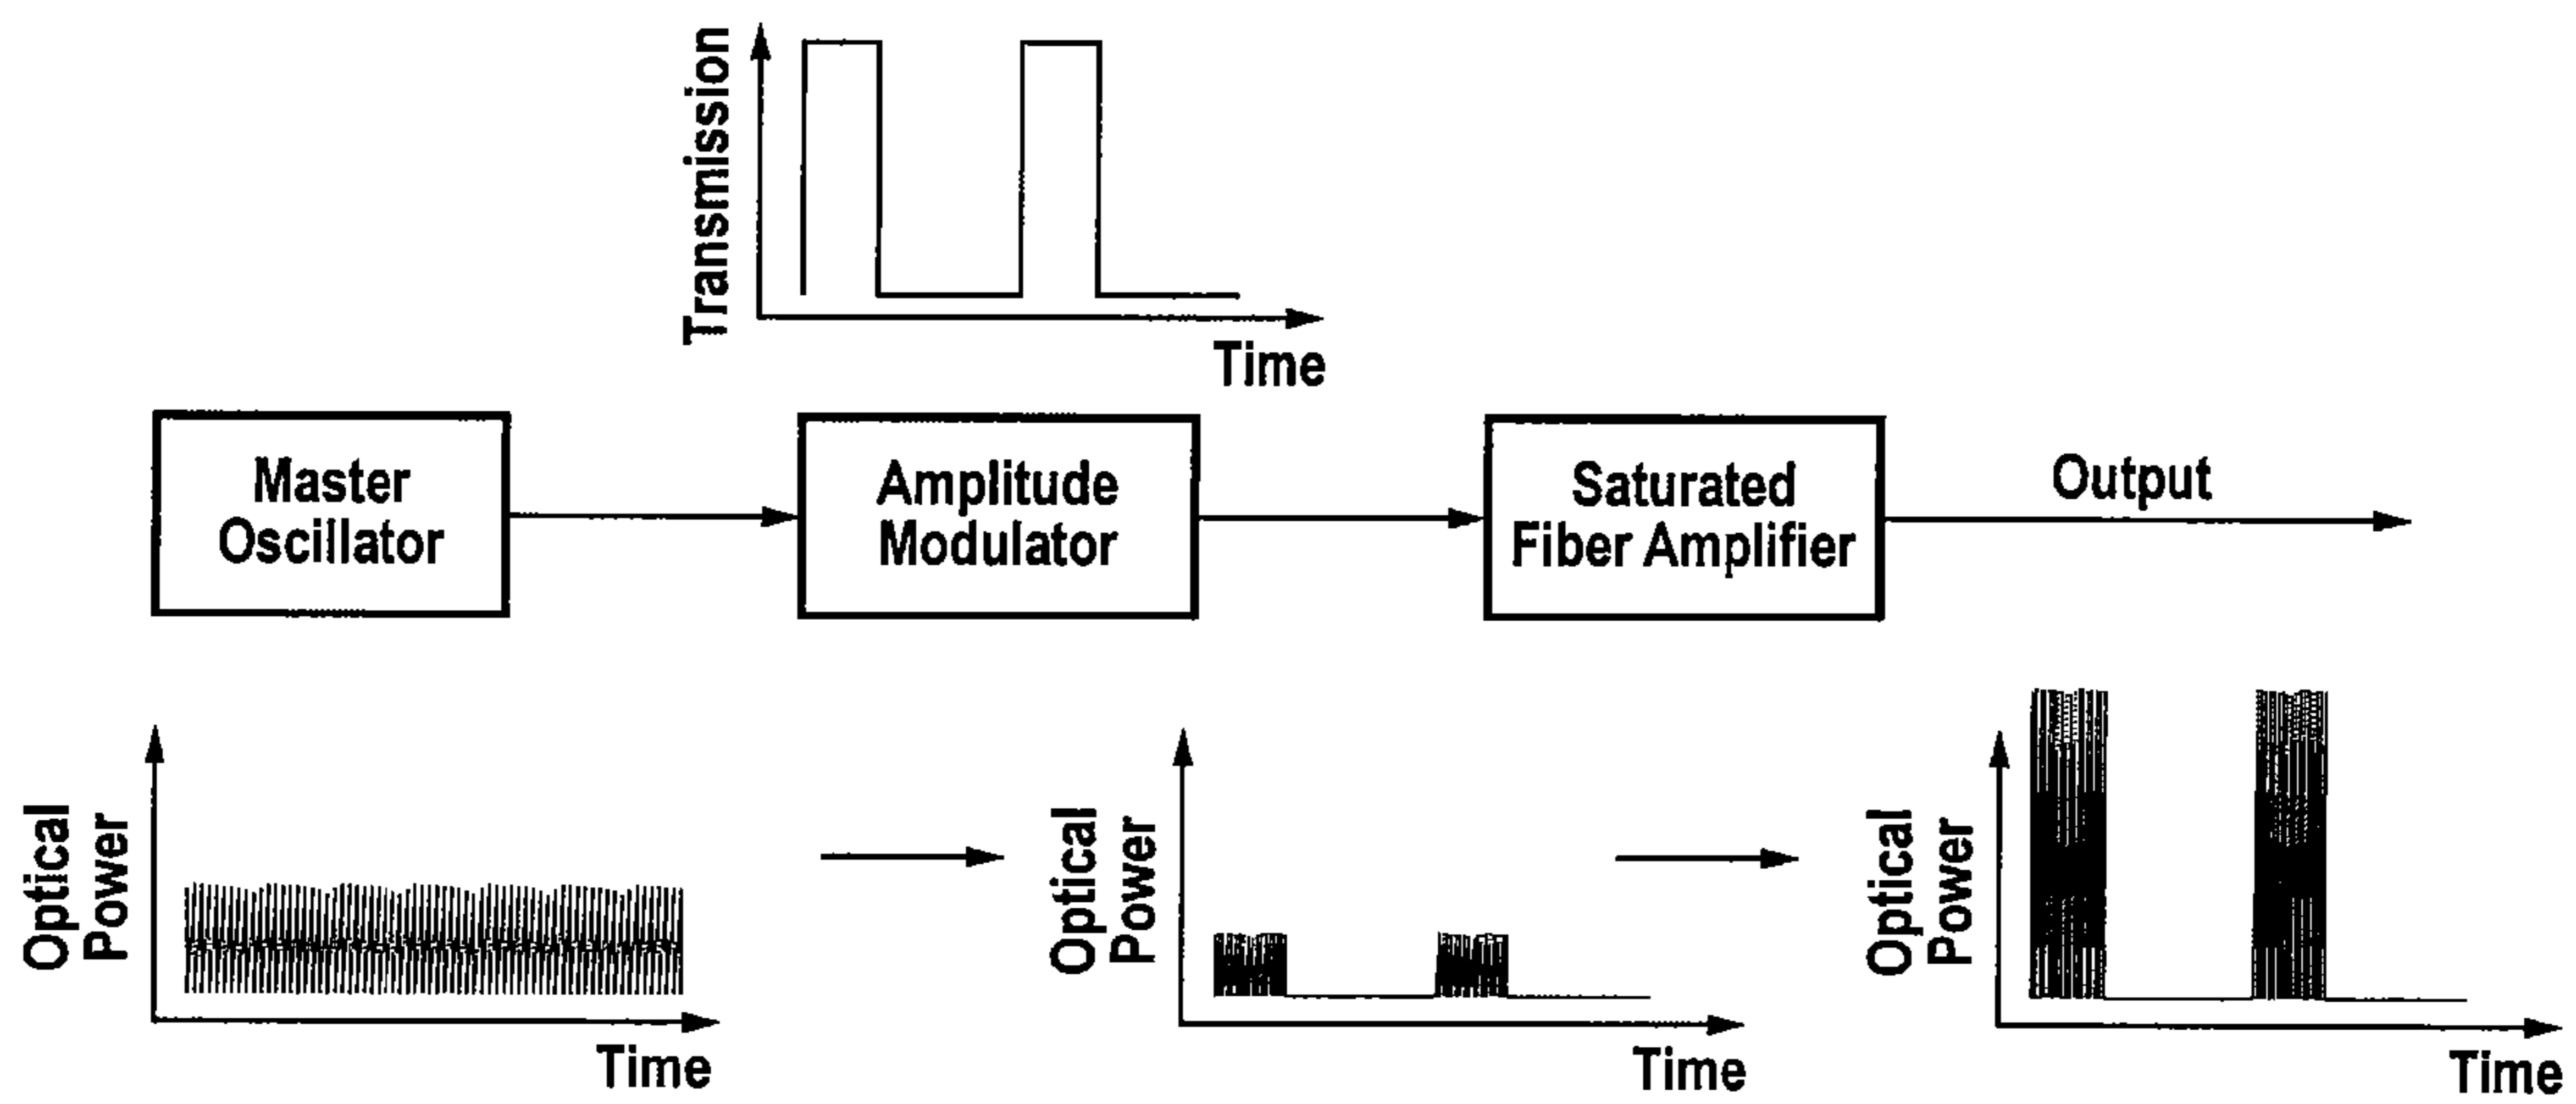 Transmission
Time
Master
Oscillator
Amplitude
Modulator
Saturated
Fiber Amplifier
Output
Optical
Power
Time
Optical
Power
Time
Optical
Power
Time